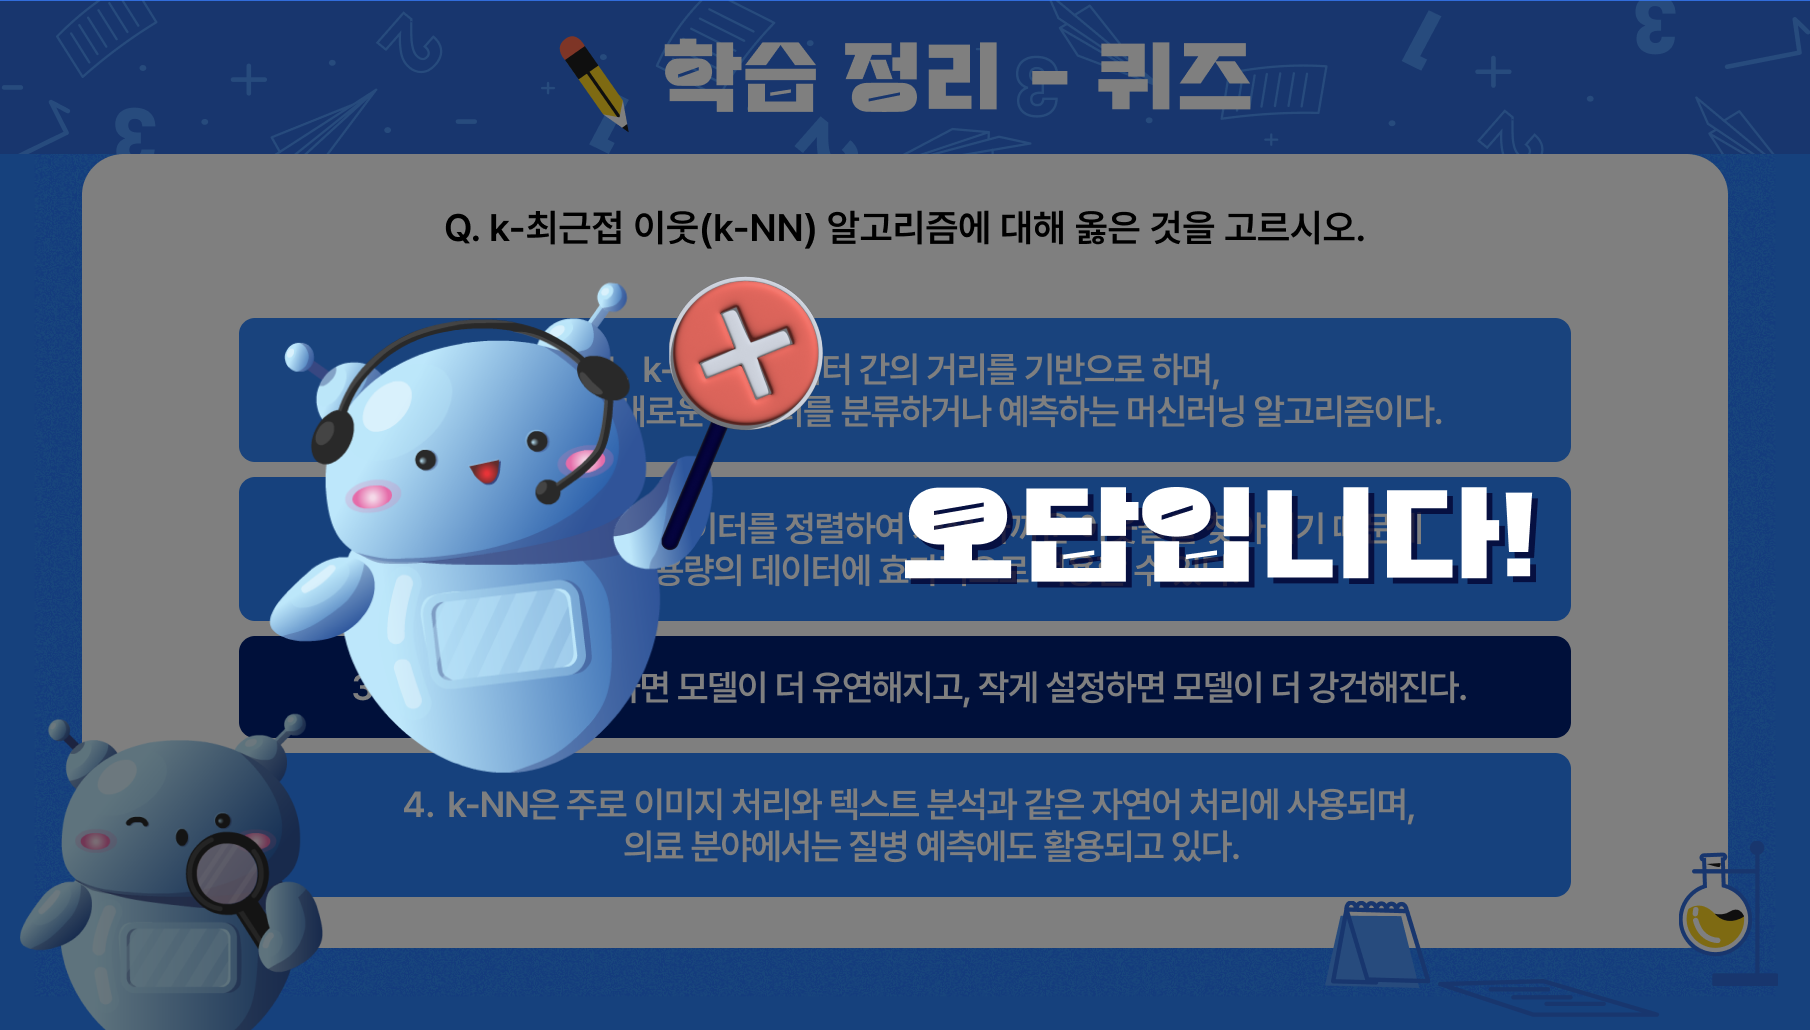 학습 정리 - 퀴즈
Q. k-최근접 이웃(k-NN) 알고리즘에 대해 옳은 것을 고르시오.
간의 거리를 기반으로 하며,
분류하거나 예측하는 머신러닝 알고리즘이다.
정렬하여
용량의 데이터에
오답입니다!
모델이 더 유연해지고, 작게 설정하면 모델이 더 강건해진다.
4. k-NN은 주로 이미지 처리와 텍스트 분석과 같은 자연어 처리에 사용되며,
의료 분야에서는 질병 예측에도 활용되고 있다.